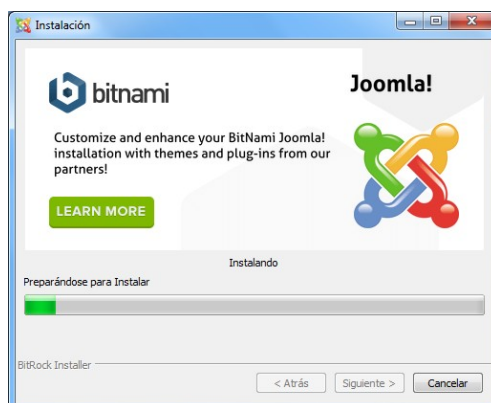 Instalación
bitnami
Joomla!
Customize and enhance your BitNami Joomla!
installation with themes and plug-ins from our
partners!
LEARN MORE
Instalando
Preparándose para Instalar
BitRock Installer
< Atrás
Siguiente >
Cancelar